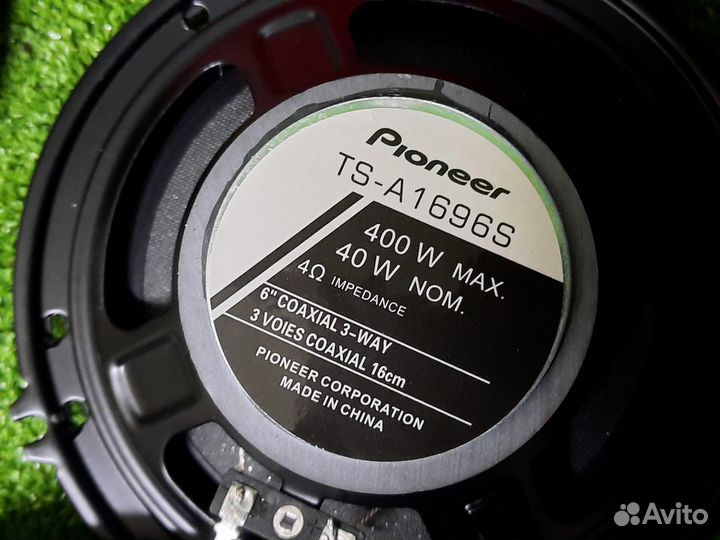 Pioneer
TS-A1696S
400 W MAX.
40 W NOM.
4Ω IMPEDANCE
6" COAXIAL 3-WAY
3 VOIES COAXIAL 16cm
PIONEER CORPORATION
MADE IN CHINA
Avito